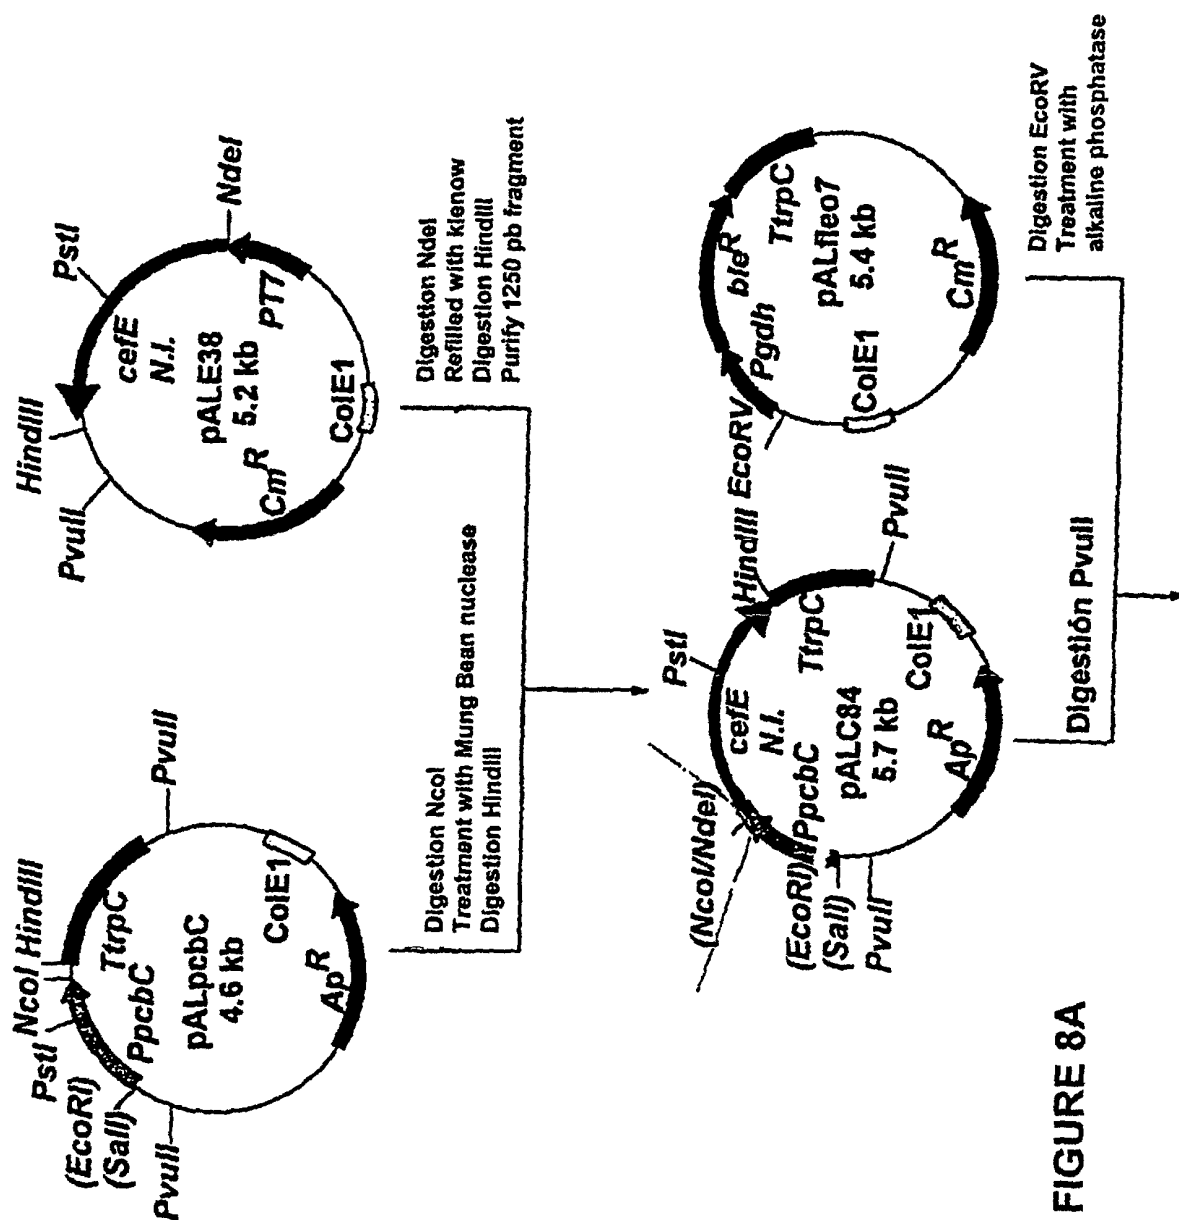 PstI
NcoI
HindIII
(EcoRI)
(SalI)
PvuII
PvuII
PpcbC
TtrpC
pALpcbC
4.6 kb
ColE1
ApR
HindIII
PvuII
PstI
NdeI
cefE
N.I.
pALE38
5.2 kb
PT7
CmR
ColE1
Digestion NcoI
Treatment with Mung Bean nuclease
Digestion HindIII
Digestion NdeI
Refilled with klenow
Digestion HindIII
Purify 1250 pb fragment
(NcoI/NdeI)
PstI
HindIII
(EcoRI)
(SalI)
PvuII
PvuII
cefE
N.I.
PpcbC
TtrpC
pALC84
5.7 kb
ColE1
ApR
EcoRV
Pgdh
bleR
TtrpC
pALfleo7
5.4 kb
ColE1
CmR
Digestión PvuII
Digestion EcoRV
Treatment with
alkaline phosphatase
FIGURE 8A